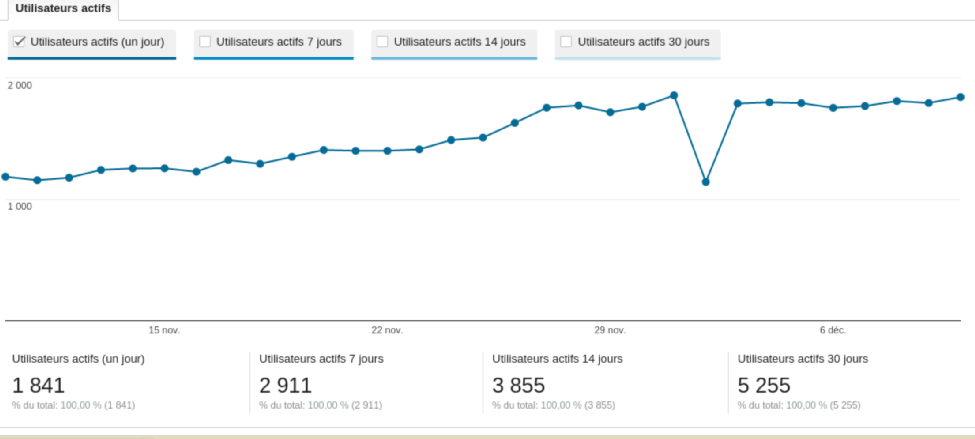 Utilisateurs actifs
Utilisateurs actifs (un jour) Utilisateurs actifs 7 jours Utilisateurs actifs 14 jours Utilisateurs actifs 30 jours
2 000
1 000
15 nov. 22 nov. 29 nov. 6 déc.
Utilisateurs actifs (un jour) Utilisateurs actifs 7 jours Utilisateurs actifs 14 jours Utilisateurs actifs 30 jours
1 841 2 911 3 855 5 255
% du total: 100,00 % (1 841) % du total: 100,00 % (2 911) % du total: 100,00 % (3 855) % du total: 100,00 % (5 255)